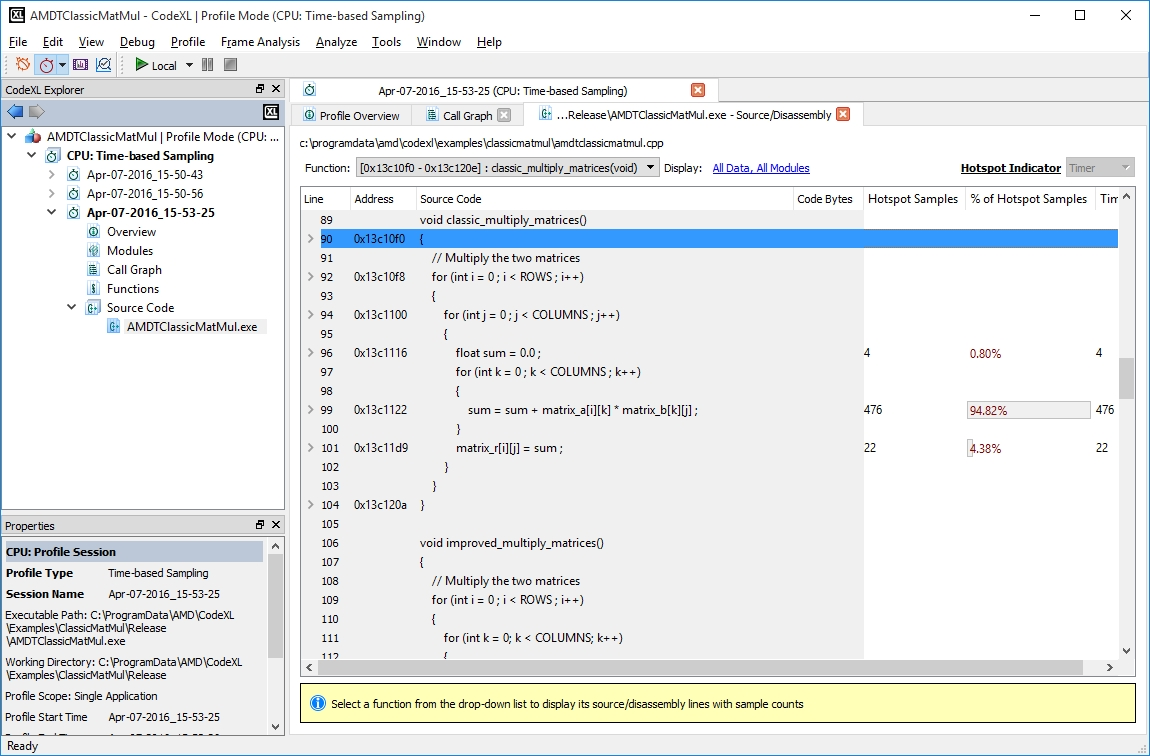 AMDTClassicMatMul - CodeXL | Profile Mode (CPU: Time-based Sampling)
File Edit View Debug Profile Frame Analysis Analyze Tools Window Help
Local
CodeXL Explorer
AMDTClassicMatMul | Profile Mode (CPU: ...
CPU: Time-based Sampling
Apr-07-2016_15-50-43
Apr-07-2016_15-50-56
Apr-07-2016_15-53-25
Overview
Modules
Call Graph
Functions
Source Code
AMDTClassicMatMul.exe
Properties
CPU: Profile Session
Profile Type Time-based Sampling
Session Name Apr-07-2016_15-53-25
Executable Path: C:\ProgramData\AMD\CodeXL
\Examples\ClassicMatMul\Release
\AMDTClassicMatMul.exe
Working Directory: C:\ProgramData\AMD\CodeXL
\Examples\ClassicMatMul\Release
Profile Scope: Single Application
Profile Start Time Apr-07-2016_15-53-25
Apr-07-2016_15-53-25 (CPU: Time-based Sampling)
Profile Overview Call Graph ...Release\AMDTClassicMatMul.exe - Source/Disassembly
c:\programdata\amd\codexl\examples\classicmatmul\amdtclassicmatmul.cpp
Function: [0x13c10f0 - 0x13c120e] : classic_multiply_matrices(void) Display: All Data, All Modules Hotspot Indicator Timer
Line Address Source Code Code Bytes Hotspot Samples % of Hotspot Samples Tim
89 void classic_multiply_matrices()
90 0x13c10f0 {
91 // Multiply the two matrices
92 0x13c10f8 for (int i = 0 ; i < ROWS ; i++)
93 {
94 0x13c1100 for (int j = 0 ; j < COLUMNS ; j++)
95 {
96 0x13c1116 float sum = 0.0 ; 4 0.80% 4
97 for (int k = 0 ; k < COLUMNS ; k++)
98 {
99 0x13c1122 sum = sum + matrix_a[i][k] * matrix_b[k][j] ; 476 94.82% 476
100 }
101 0x13c11d9 matrix_r[i][j] = sum ; 22 4.38% 22
102 }
103 }
104 0x13c120a }
105
106 void improved_multiply_matrices()
107 {
108 // Multiply the two matrices
109 for (int i = 0 ; i < ROWS ; i++)
110 {
111 for (int k = 0; k < COLUMNS; k++)
112 {
Select a function from the drop-down list to display its source/disassembly lines with sample counts
Ready